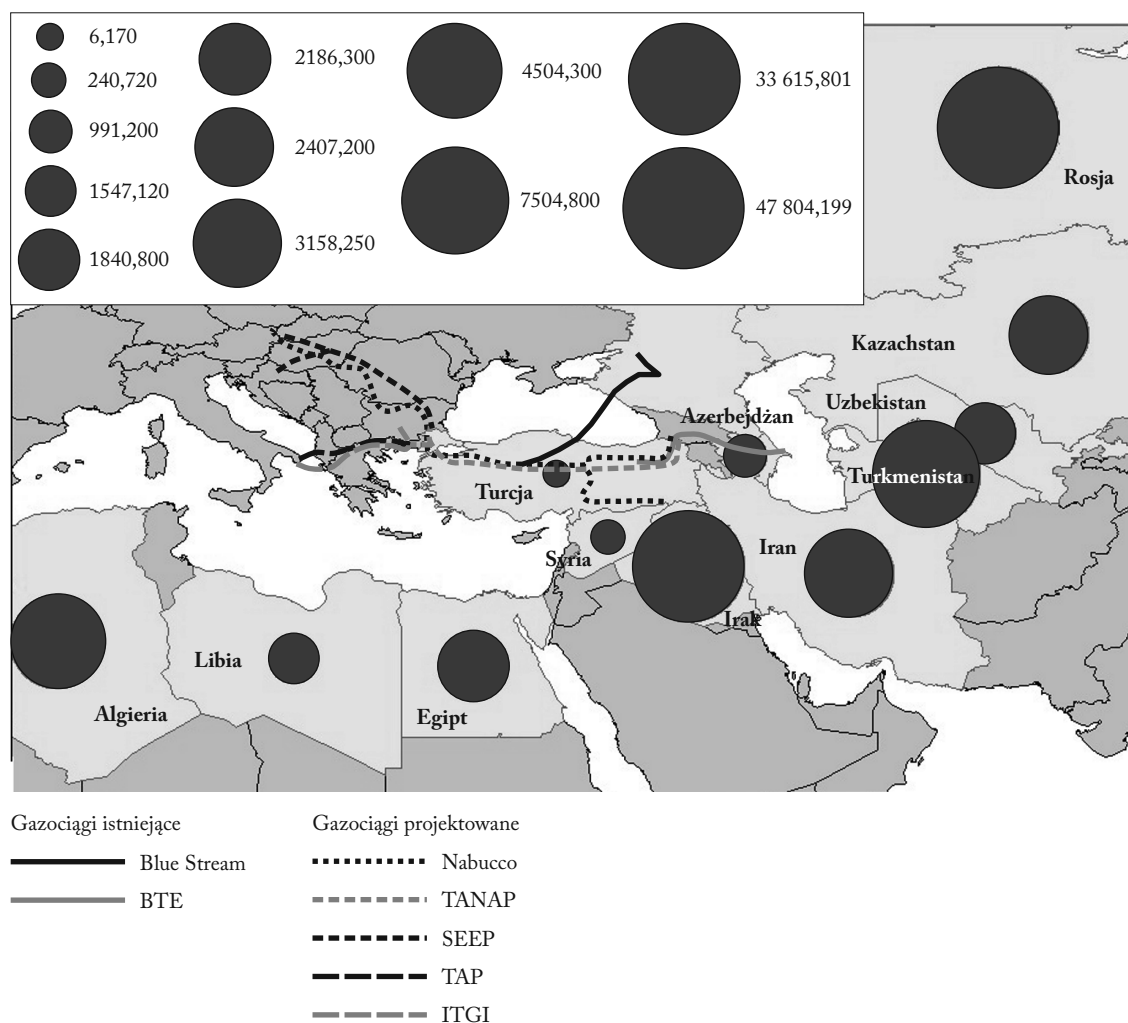 6,170
240,720
991,200
1547,120
1840,800
2186,300
2407,200
3158,250
4504,300
7504,800
33 615,801
47 804,199
Rosja
Kazachstan
Uzbekistan
Azerbejdżan
Turkmenistan
Turcja
Syria
Iran
Irak
Libia
Algieria
Egipt
Gazociągi istniejące
Blue Stream
BTE
Gazociągi projektowane
Nabucco
TANAP
SEEP
TAP
ITGI